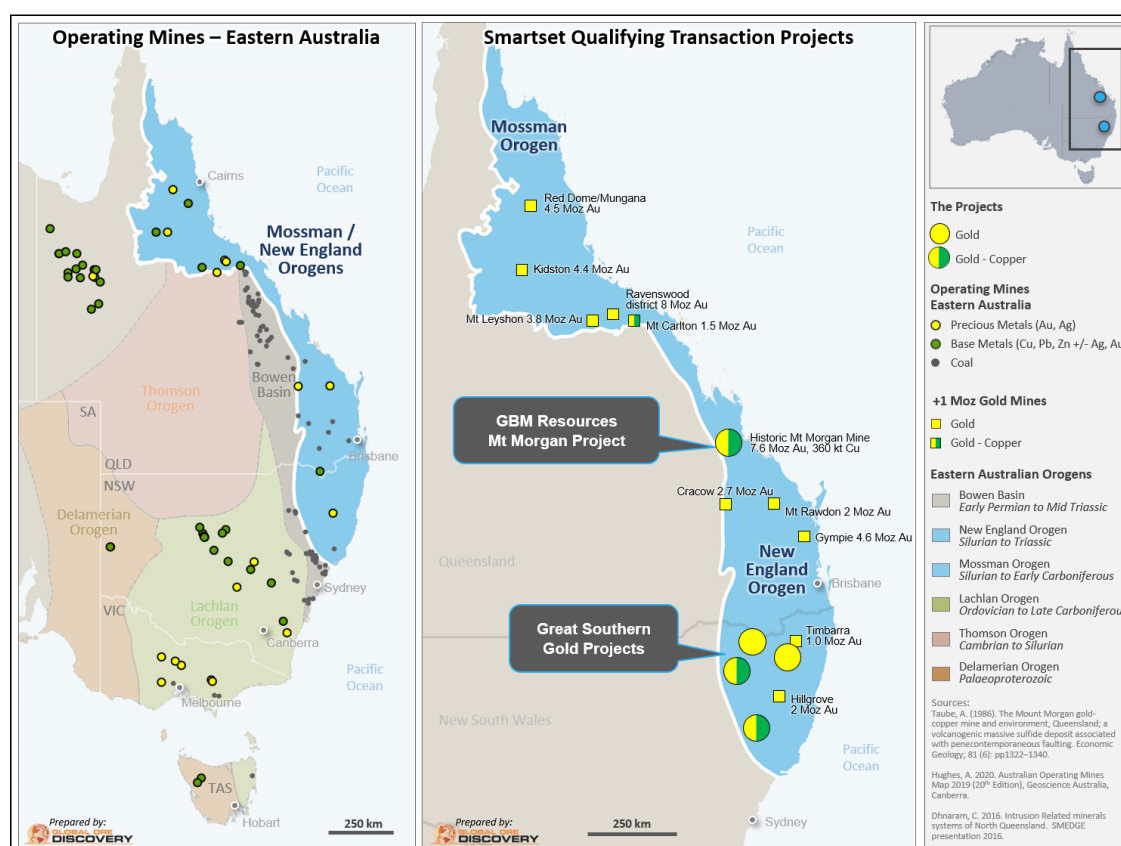 Operating Mines – Eastern Australia
Cairns
Pacific
Ocean
Mossman /
New England
Orogens
Thomson
Orogen
Bowen
Basin
SA
QLD
NSW
Brisbane
Delamerian
Orogen
Sydney
VIC
Lachlan
Orogen
Canberra
Melbourne
Pacific
Ocean
TAS
Hobart
Prepared by:
GLOBAL ORE
DISCOVERY
250 km
Smartset Qualifying Transaction Projects
Mossman
Orogen
Red Dome/Mungana
4.5 Moz Au
Pacific
Ocean
Kidston 4.4 Moz Au
Ravenswood
district 8 Moz Au
Mt Leyshon 3.8 Moz Au
Mt Carlton 1.5 Moz Au
GBM Resources
Mt Morgan Project
Historic Mt Morgan Mine
7.6 Moz Au, 360 kt Cu
Cracow 2.7 Moz Au
Mt Rawdon 2 Moz Au
Gympie 4.6 Moz Au
Queensland
New
England
Orogen
Brisbane
Great Southern
Gold Projects
Timbarra
1.0 Moz Au
Hillgrove
2 Moz Au
New South Wales
Pacific
Ocean
Sydney
Prepared by:
GLOBAL ORE
DISCOVERY
250 km
The Projects
Gold
Gold - Copper
Operating Mines
Eastern Australia
Precious Metals (Au, Ag)
Base Metals (Cu, Pb, Zn +/- Ag, Au
Coal
+1 Moz Gold Mines
Gold
Gold - Copper
Eastern Australian Orogens
Bowen Basin
Early Permian to Mid Triassic
New England Orogen
Silurian to Triassic
Mossman Orogen
Silurian to Early Carboniferous
Lachlan Orogen
Ordovician to Late Carboniferou
Thomson Orogen
Cambrian to Silurian
Delamerian Orogen
Palaeoproterozoic
Sources:
Taube, A. (1986). The Mount Morgan gold-
copper mine and environment, Queensland; a
volcanogenic massive sulfide deposit associated
with penecontemporaneous faulting. Economic
Geology; 81 (6): pp1322–1340.
Hughes, A. 2020. Australian Operating Mines
Map 2019 (20th Edition), Geoscience Australia,
Canberra.
Dhnaram, C. 2016. Intrusion Related minerals
systems of North Queensland. SMEDGE
presentation 2016.